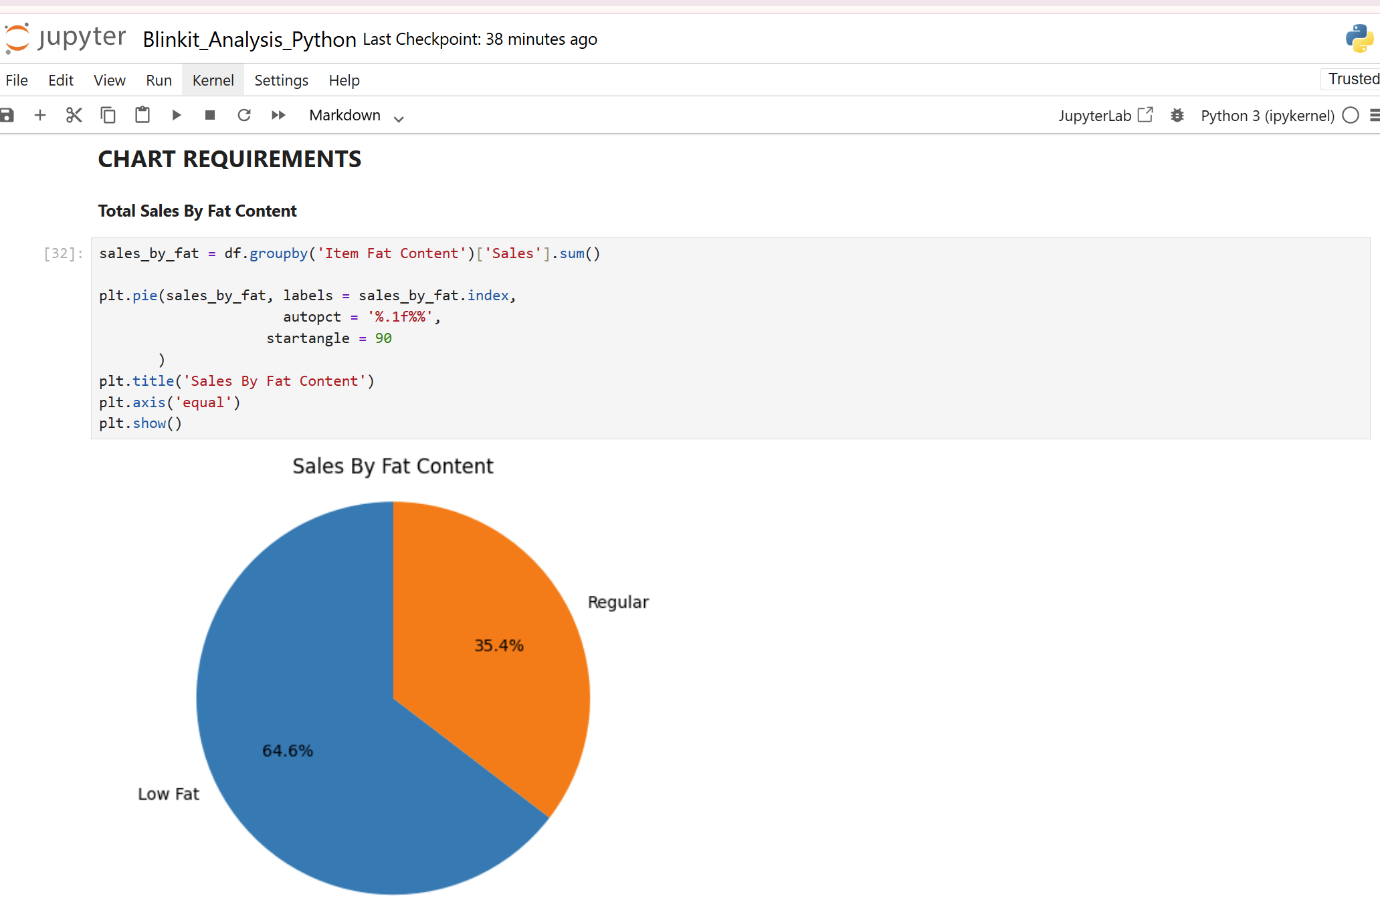 jupyter Blinkit_Analysis_Python Last Checkpoint: 38 minutes ago
File Edit View Run Kernel Settings Help
Trusted
Markdown
JupyterLab Python 3 (ipykernel)
CHART REQUIREMENTS
Total Sales By Fat Content
[32]: sales_by_fat = df.groupby('Item Fat Content')['Sales'].sum()
plt.pie(sales_by_fat, labels = sales_by_fat.index,
autopct = '%.1f%%',
startangle = 90
)
plt.title('Sales By Fat Content')
plt.axis('equal')
plt.show()
Sales By Fat Content
Regular
35.4%
64.6%
Low Fat